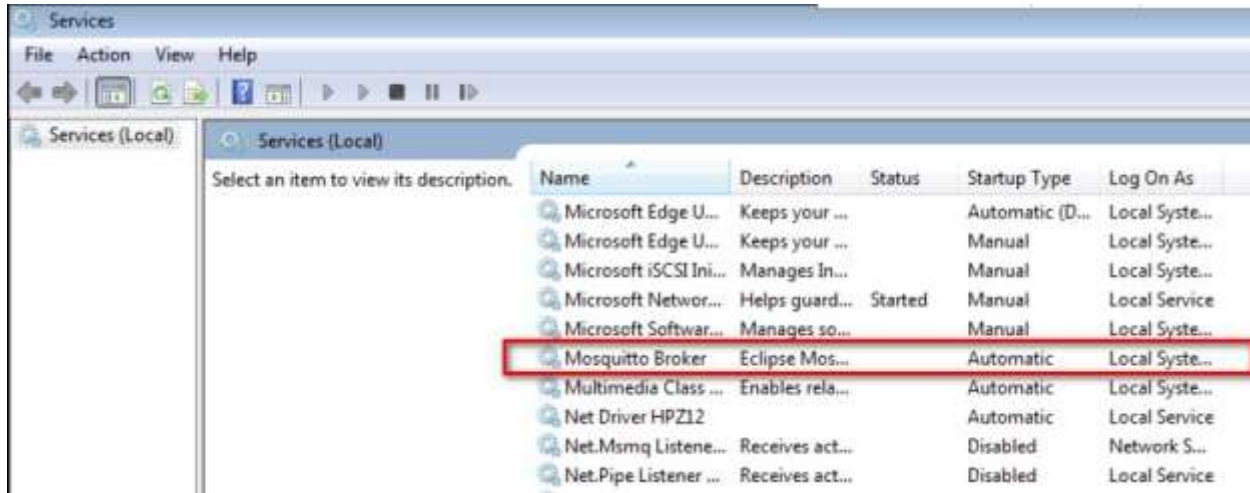 Services
File Action View Help
Services (Local)
Services (Local)
Select an item to view its description.
Name Description Status Startup Type Log On As
Microsoft Edge U... Keeps your ... Automatic (D... Local Syste...
Microsoft Edge U... Keeps your ... Manual Local Syste...
Microsoft iSCSI Ini... Manages In... Manual Local Syste...
Microsoft Networ... Helps guard... Started Manual Local Service
Microsoft Softwar... Manages so... Manual Local Syste...
Mosquitto Broker Eclipse Mos... Automatic Local Syste...
Multimedia Class ... Enables rela... Automatic Local Syste...
Net Driver HPZ12 Automatic Local Service
Net.Msmq Listene... Receives act... Disabled Network S...
Net.Pipe Listener ... Receives act... Disabled Local Service